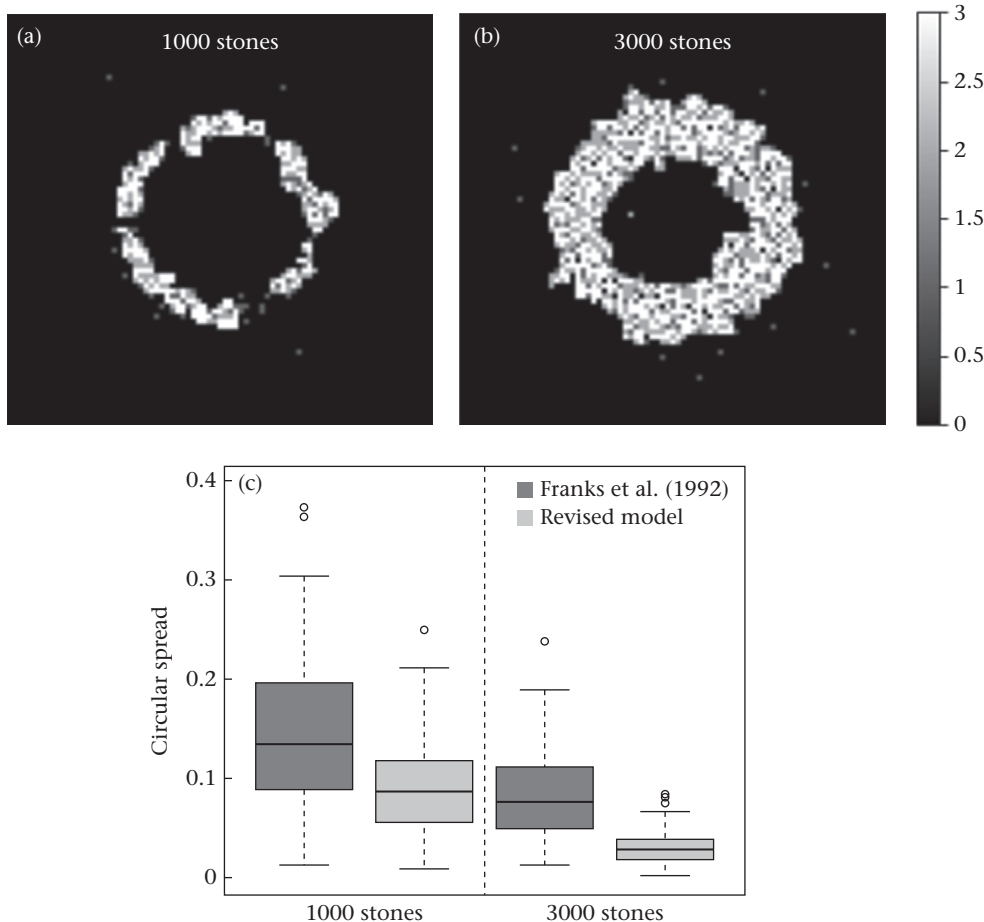 (a)
1000 stones
(b)
3000 stones
3
2.5
2
1.5
1
0.5
0
(c)
Franks et al. (1992)
Revised model
0.4
0.3
0.2
0.1
0
Circular spread
1000 stones
3000 stones